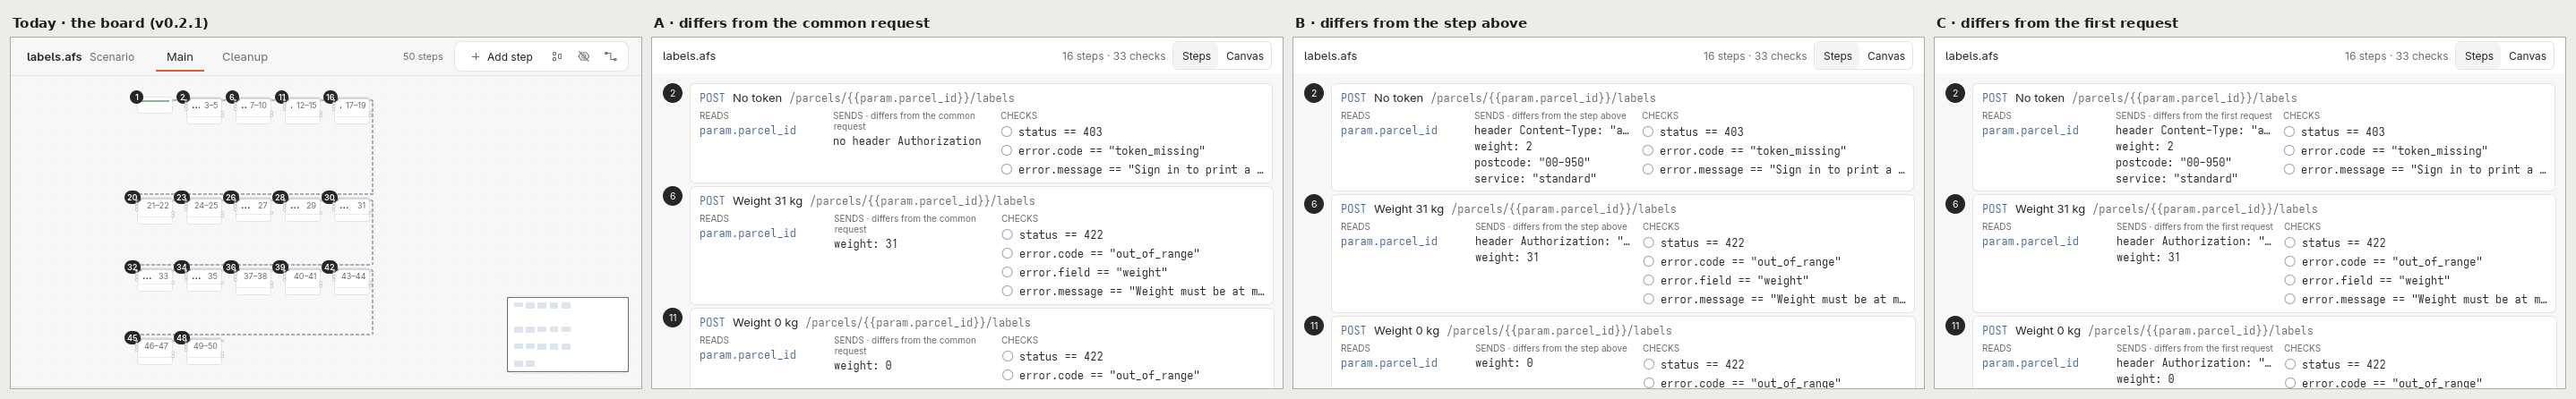 Today · the board (v0.2.1)
labels.afs Scenario Main Cleanup 50 steps + Add step
1 2 ... 3–5 6 .. 7–10 11 . 12–15 16 . 17–19
20 21–22 23 24–25 26 ... 27 28 ... 29 30 ... 31
32 ... 33 34 ... 35 36 37–38 39 40–41 42 43–44
45 46–47 48 49–50
A · differs from the common request
labels.afs 16 steps · 33 checks Steps Canvas
2 POST No token /parcels/{{param.parcel_id}}/labels
READS SENDS · differs from the common request CHECKS
param.parcel_id no header Authorization
status == 403
error.code == "token_missing"
error.message == "Sign in to print a …
6 POST Weight 31 kg /parcels/{{param.parcel_id}}/labels
READS SENDS · differs from the common request CHECKS
param.parcel_id weight: 31
status == 422
error.code == "out_of_range"
error.field == "weight"
error.message == "Weight must be at m…
11 POST Weight 0 kg /parcels/{{param.parcel_id}}/labels
READS SENDS · differs from the common request CHECKS
param.parcel_id weight: 0
status == 422
error.code == "out_of_range"
B · differs from the step above
labels.afs 16 steps · 33 checks Steps Canvas
2 POST No token /parcels/{{param.parcel_id}}/labels
READS SENDS · differs from the step above CHECKS
param.parcel_id header Content-Type: "a…
weight: 2
postcode: "00-950"
service: "standard"
status == 403
error.code == "token_missing"
error.message == "Sign in to print a …
6 POST Weight 31 kg /parcels/{{param.parcel_id}}/labels
READS SENDS · differs from the step above CHECKS
param.parcel_id header Authorization: "…
weight: 31
status == 422
error.code == "out_of_range"
error.field == "weight"
error.message == "Weight must be at m…
11 POST Weight 0 kg /parcels/{{param.parcel_id}}/labels
READS SENDS · differs from the step above CHECKS
param.parcel_id weight: 0
status == 422
error.code == "out_of_range"
C · differs from the first request
labels.afs 16 steps · 33 checks Steps Canvas
2 POST No token /parcels/{{param.parcel_id}}/labels
READS SENDS · differs from the first request CHECKS
param.parcel_id header Content-Type: "a…
weight: 2
postcode: "00-950"
service: "standard"
status == 403
error.code == "token_missing"
error.message == "Sign in to print a …
6 POST Weight 31 kg /parcels/{{param.parcel_id}}/labels
READS SENDS · differs from the first request CHECKS
param.parcel_id header Authorization: "…
weight: 31
status == 422
error.code == "out_of_range"
error.field == "weight"
error.message == "Weight must be at m…
11 POST Weight 0 kg /parcels/{{param.parcel_id}}/labels
READS SENDS · differs from the first request CHECKS
param.parcel_id header Authorization: "…
weight: 0
status == 422
error.code == "out_of_range"